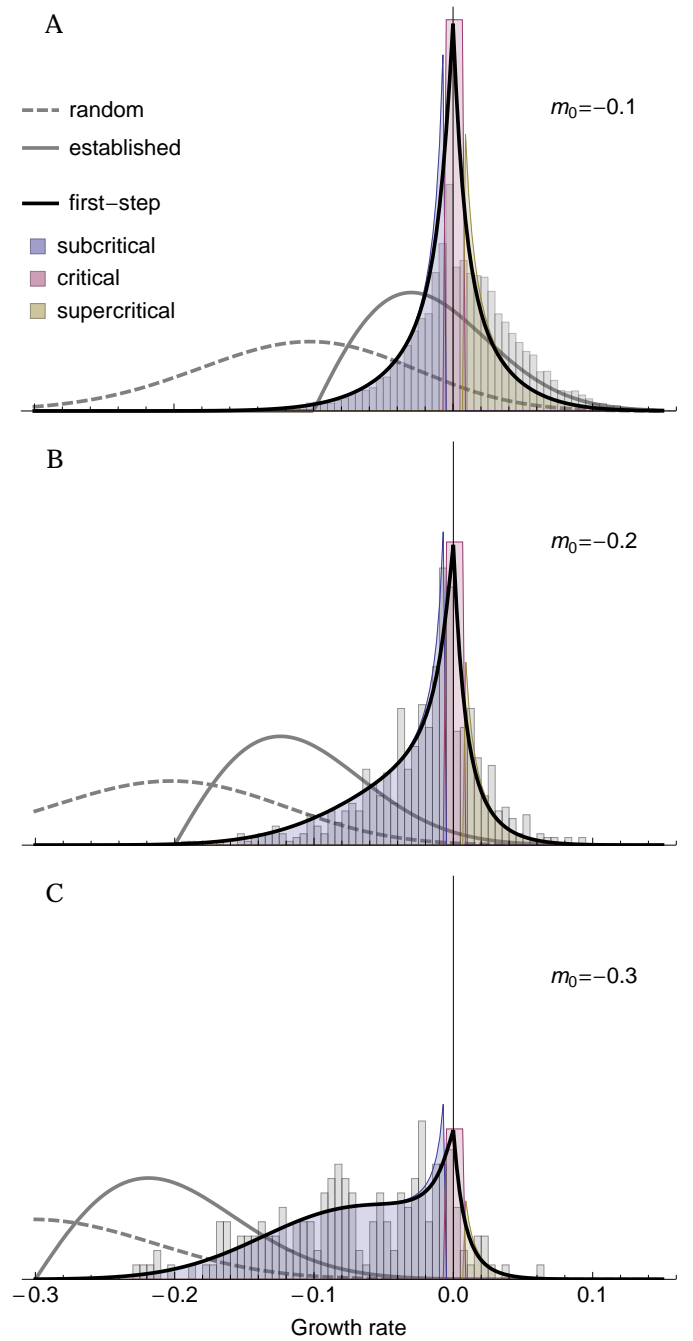 A
random
m₀=−0.1
established
first−step
subcritical
critical
supercritical
B
m₀=−0.2
C
m₀=−0.3
−0.3 −0.2 −0.1 0.0 0.1
Growth rate